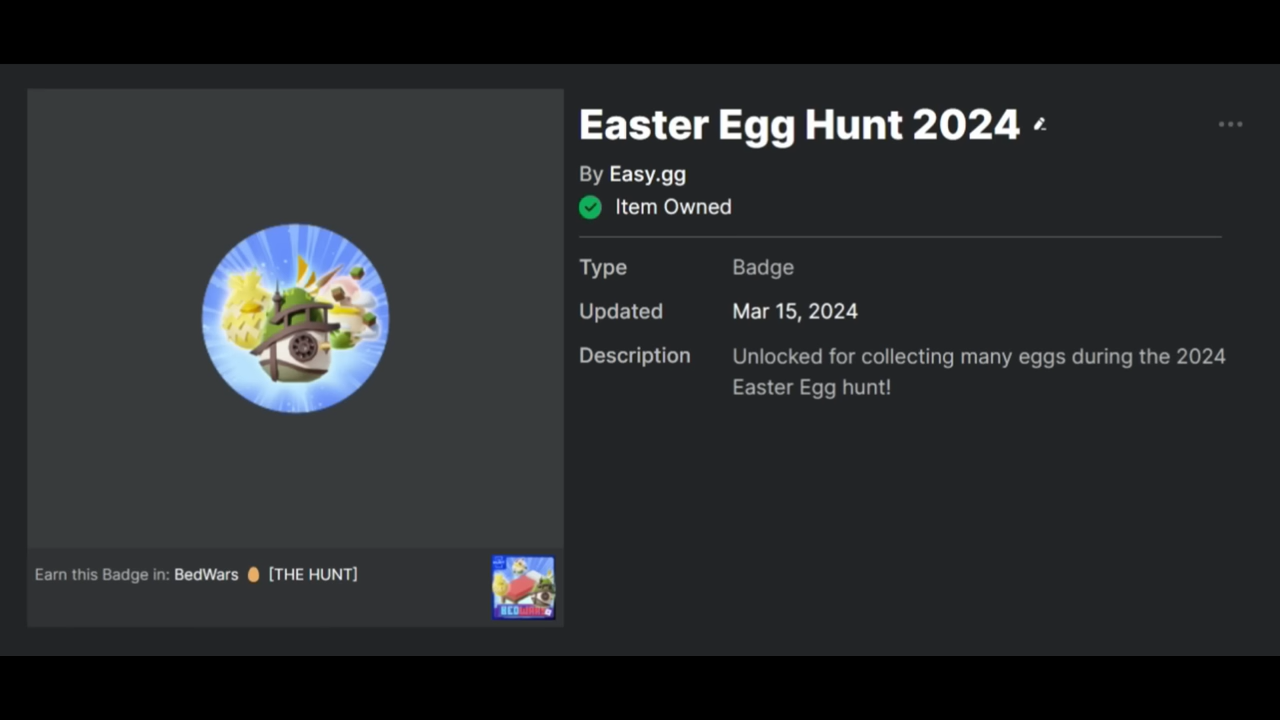 Easter Egg Hunt 2024
By Easy.gg
Item Owned
Type Badge
Updated Mar 15, 2024
Description Unlocked for collecting many eggs during the 2024
Easter Egg hunt!
Earn this Badge in: BedWars 🥚 [THE HUNT]
BEDWARS